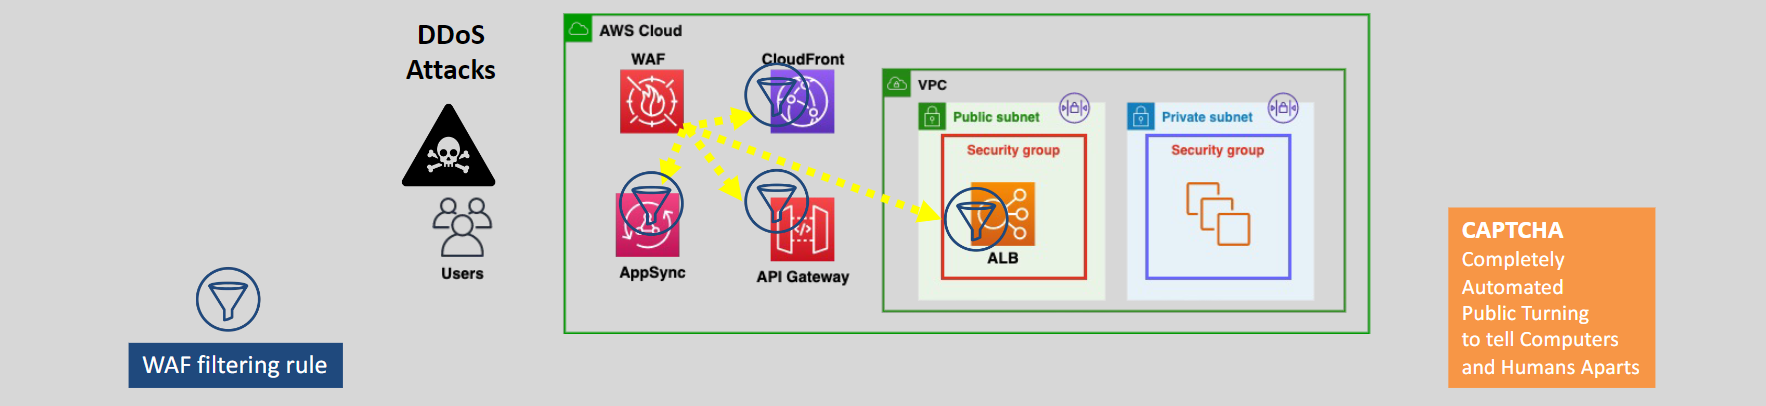 DDoS
Attacks
Users
WAF filtering rule
AWS Cloud
WAF
CloudFront
AppSync
API Gateway
VPC
Public subnet
Security group
ALB
Private subnet
Security group
CAPTCHA
Completely
Automated
Public Turning
to tell Computers
and Humans Aparts